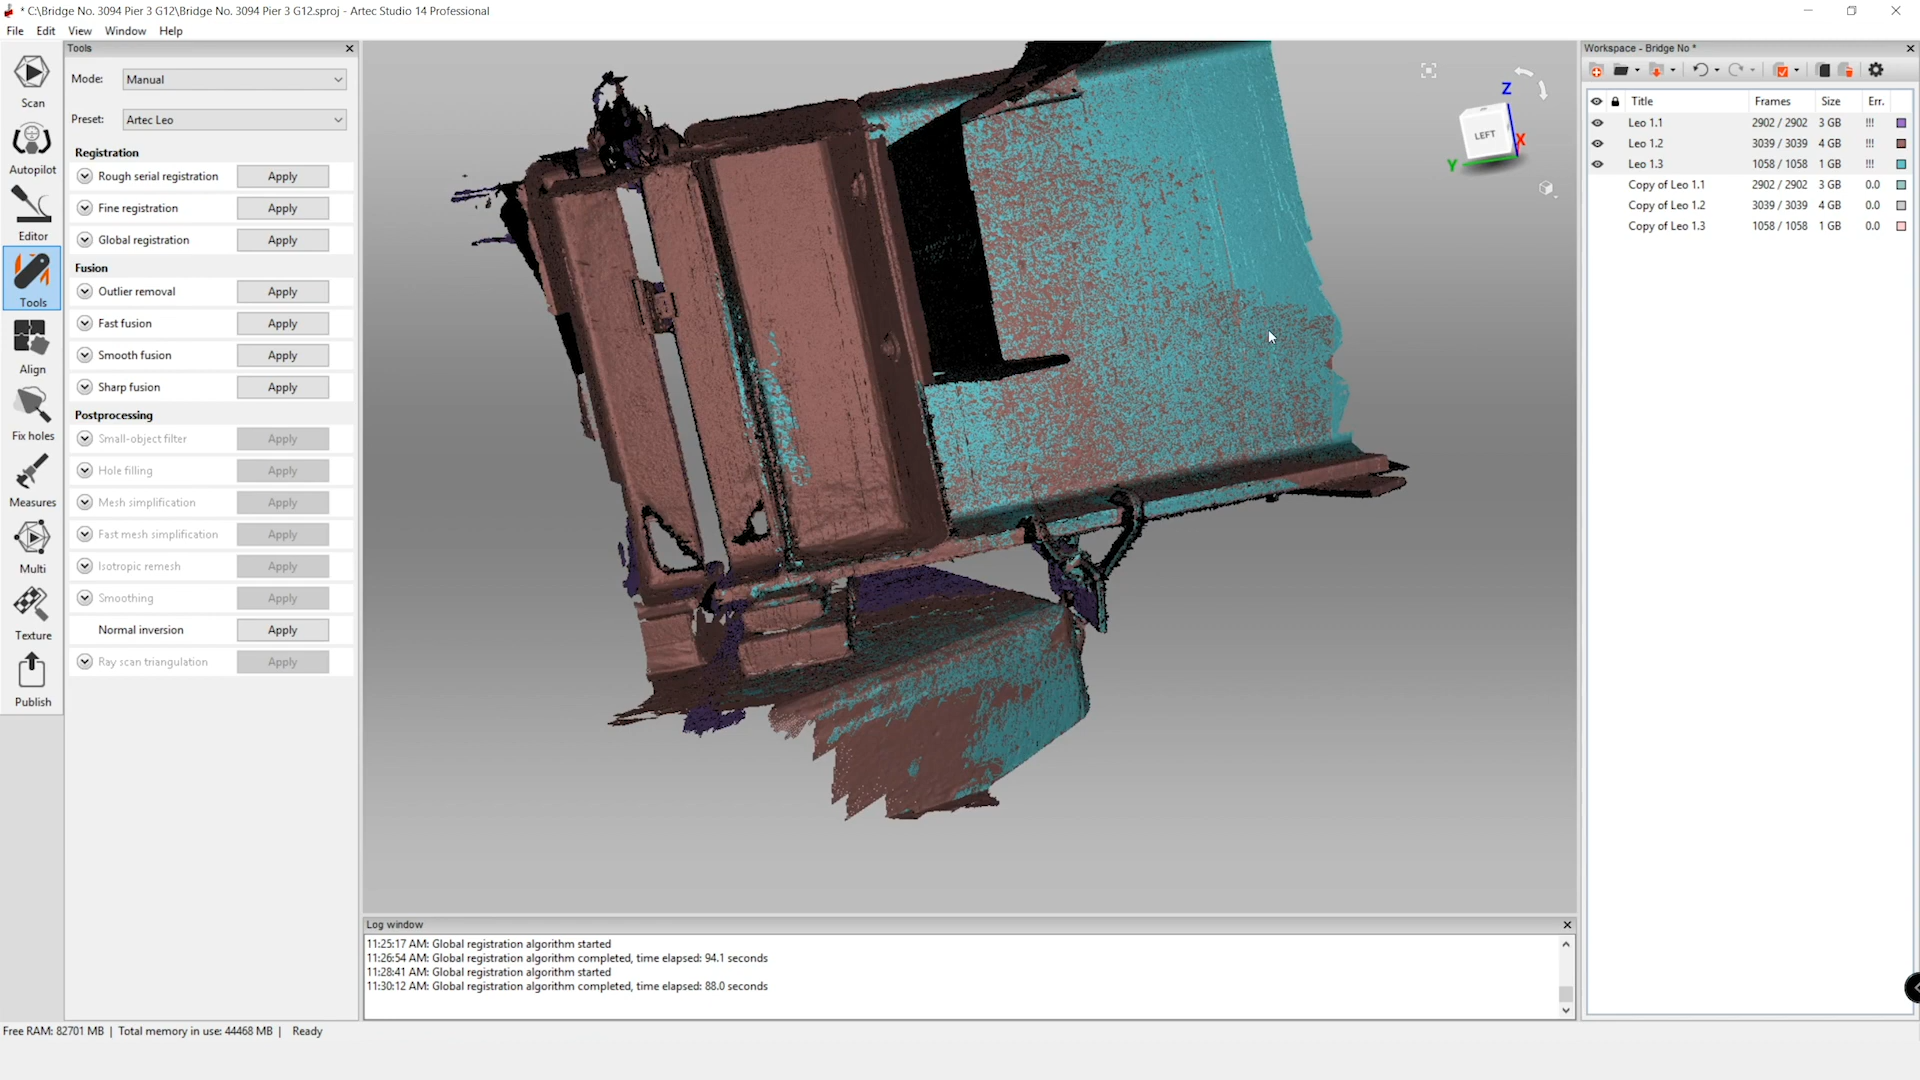 * C:\Bridge No. 3094 Pier 3 G12\Bridge No. 3094 Pier 3 G12.sproj - Artec Studio 14 Professional
File Edit View Window Help
Tools
Mode: Manual
Preset: Artec Leo
Registration
Rough serial registration Apply
Fine registration Apply
Global registration Apply
Fusion
Outlier removal Apply
Fast fusion Apply
Smooth fusion Apply
Sharp fusion Apply
Postprocessing
Small-object filter Apply
Hole filling Apply
Mesh simplification Apply
Fast mesh simplification Apply
Isotropic remesh Apply
Smoothing Apply
Normal inversion Apply
Ray scan triangulation Apply
Scan
Autopilot
Editor
Tools
Align
Fix holes
Measures
Multi
Texture
Publish
Z
LEFT
X
Y
Workspace - Bridge No *
Title Frames Size Err.
Leo 1.1 2902 / 2902 3 GB !!!
Leo 1.2 3039 / 3039 4 GB !!!
Leo 1.3 1058 / 1058 1 GB !!!
Copy of Leo 1.1 2902 / 2902 3 GB 0.0
Copy of Leo 1.2 3039 / 3039 4 GB 0.0
Copy of Leo 1.3 1058 / 1058 1 GB 0.0
Log window
11:25:17 AM: Global registration algorithm started
11:26:54 AM: Global registration algorithm completed, time elapsed: 94.1 seconds
11:28:41 AM: Global registration algorithm started
11:30:12 AM: Global registration algorithm completed, time elapsed: 88.0 seconds
Free RAM: 82701 MB | Total memory in use: 44468 MB | Ready